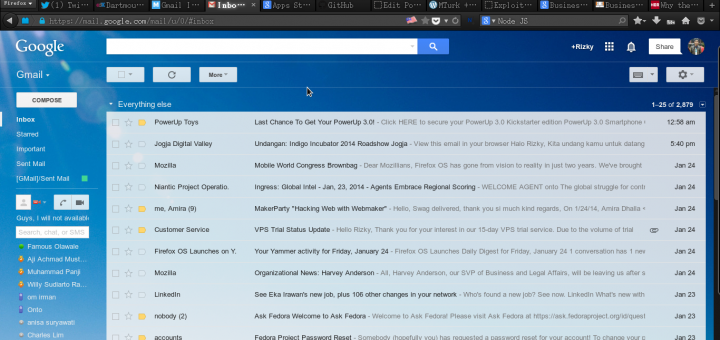 Firefox
(1) Twi
Dartmou
Gmail I
Inbo
Apps St
GitHub
Edit Po
MTurk
Exploit
Busines
Busines
Why the
https://mail.google.com/mail/u/0/#inbox
Node JS
Google
+Rizky
Share
Gmail
More
COMPOSE
Everything else
1–25 of 2,879
Inbox
Starred
Important
Sent Mail
[GMail]/Sent Mail
Guys, I will not availabl
Search, chat, or SMS
Famous Olawale
Aji Achmad Must...
Muhammad Panji
Willy Sudiarto Ra...
om irman
Onto
anisa suryawati
Charles Lim
PowerUp Toys Last Chance To Get Your PowerUp 3.0! - Click HERE to secure your PowerUp 3.0 Kickstarter edition PowerUp 3.0 Smartphone 12:58 am
Jogja Digital Valley Undangan: Indigo Incubator 2014 Roadshow Jogja - View this email in your browser Halo Rizky, Kita undang kamu untuk datang 5:40 pm
Mozilla Mobile World Congress Brownbag - Dear Mozillians, Firefox OS has gone from vision to reality in just two years. We've brought Jan 24
Niantic Project Operatio. Ingress: Global Intel - Jan, 23, 2014 - Agents Embrace Regional Scoring - WELCOME AGENT onto The global struggle for contr Jan 24
me, Amira (9) MakerParty "Hacking Web with Webmaker" - Hello, Swag delivered, thank you si much kind regards, On 1/24/14, Amira Dhalla Jan 24
Customer Service VPS Trial Status Update - Hello Rizky, Thank you for your interest in our 15-day VPS trial service. Due to the volume of trial Jan 24
Firefox OS Launches on Y. Your Yammer activity for Friday, January 24 - Firefox OS Launches Daily Digest for Friday, January 24 1 conversation has 1 new Jan 24
Mozilla Organizational News: Harvey Anderson - All, Harvey Anderson, our SVP of Business and Legal Affairs, will be leaving us after s Jan 24
LinkedIn See Eka Irawan's new job, plus 106 other changes in your network - Who's found a new job? See now, LinkedIn What's new with Jan 23
nobody (2) Ask Fedora Welcome to Ask Fedora - Welcome to Ask Fedora! Please visit Ask Fedora at https://ask.fedoraproject.org/quest Jan 23
accounts Fedora Project Password Reset - Somebody (hopefully you) has requested a password reset for your account! To change your c Jan 23